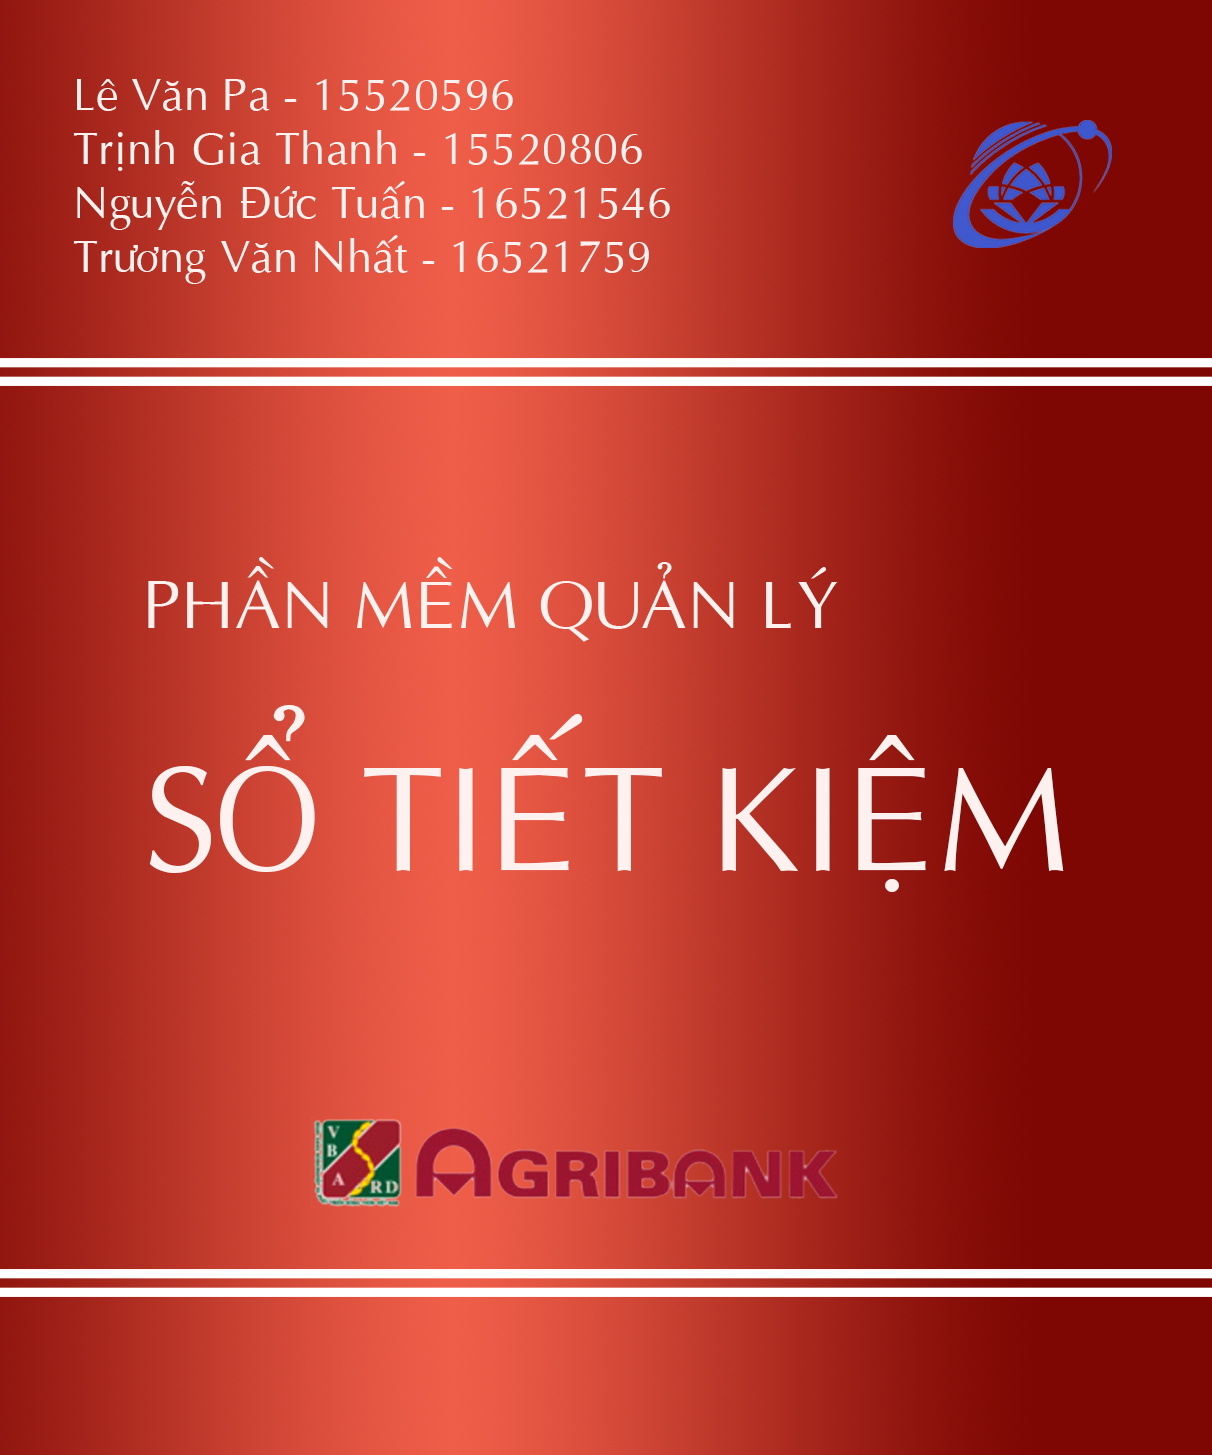 Lê Văn Pa - 15520596
Trịnh Gia Thanh - 15520806
Nguyễn Đức Tuấn - 16521546
Trương Văn Nhất - 16521759
PHẦN MỀM QUẢN LÝ
SỔ TIẾT KIỆM
VBARD
AGRIBANK